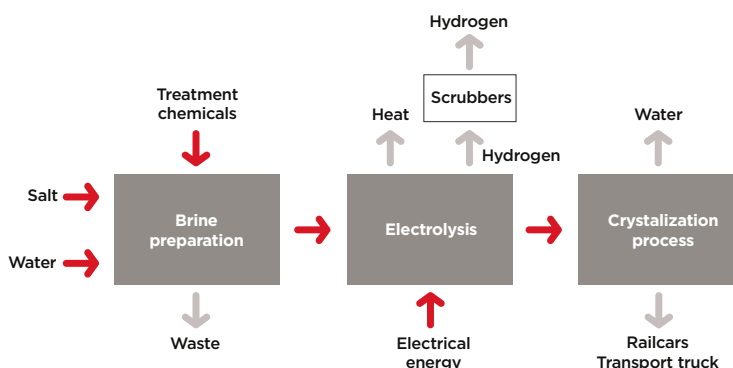 Hydrogen
Treatment
chemicals
Heat
Scrubbers
Water
Hydrogen
Salt
Brine
preparation
Electrolysis
Crystalization
process
Water
Waste
Electrical
energy
Railcars
Transport truck